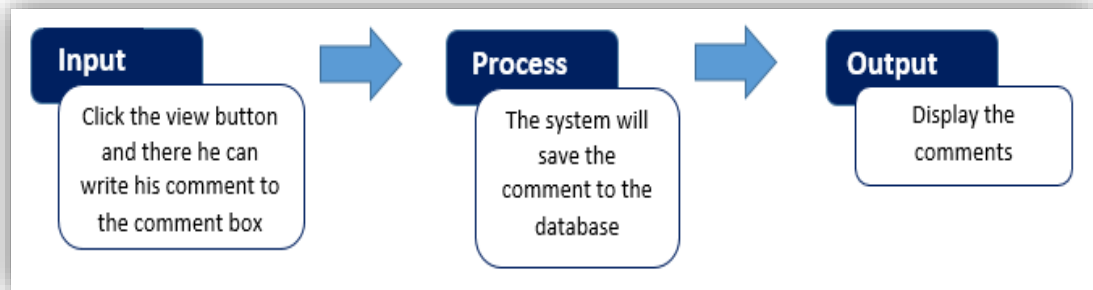 Input
Click the view button
and there he can
write his comment to
the comment box
Process
The system will
save the
comment to the
database
Output
Display the
comments